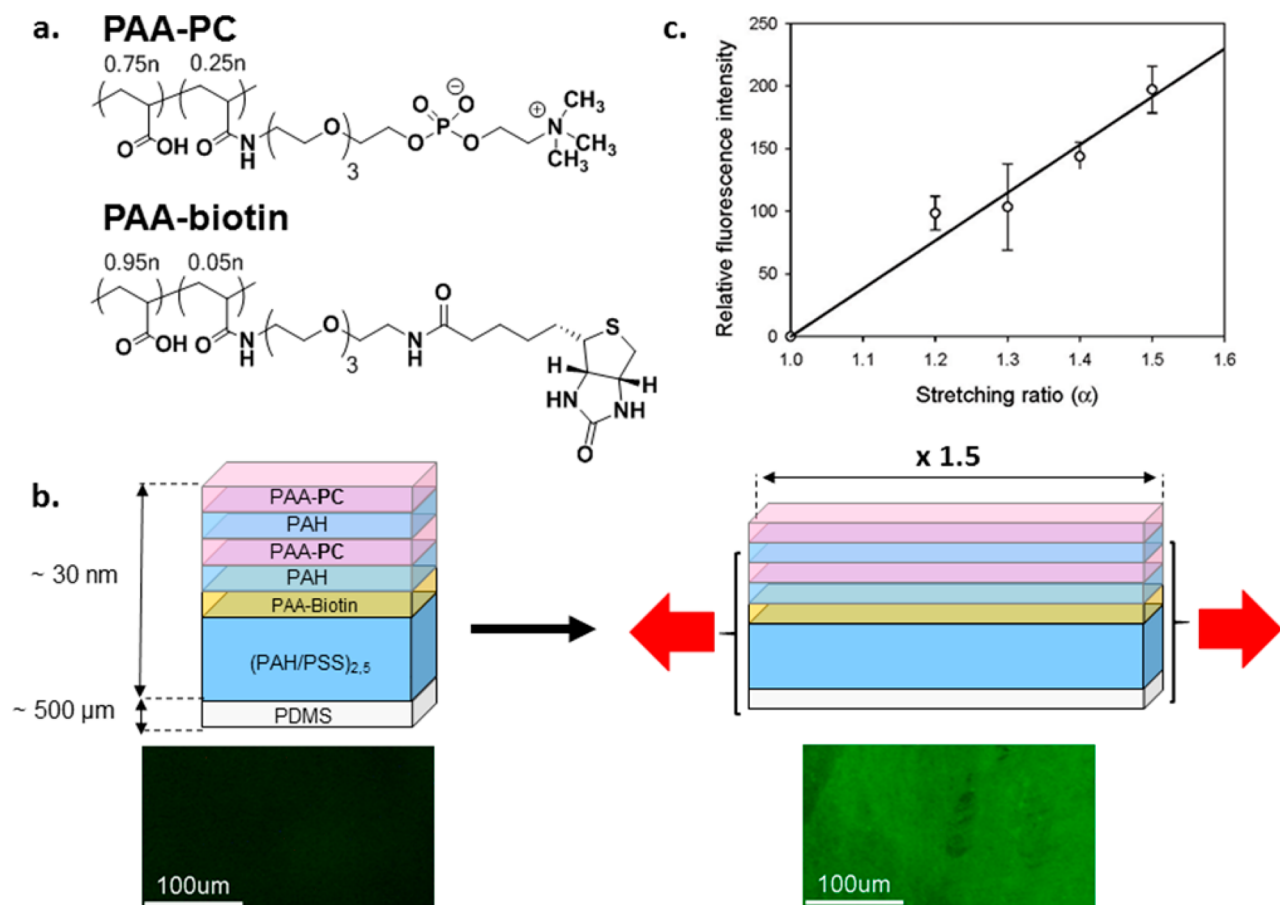 a.
PAA-PC
0.75n 0.25n
O OH O N H O 3 O P O ⊖ O O N ⊕ CH3 CH3 CH3
PAA-biotin
0.95n 0.05n
O OH O N H O 3 N H O S H H HN NH O
b.
PAA-PC
PAH
PAA-PC
PAH
PAA-Biotin
(PAH/PSS)2,5
PDMS
~ 30 nm
~ 500 µm
100um
x 1.5
100um
c.
Relative fluorescence intensity
250
200
150
100
50
0
1.0 1.1 1.2 1.3 1.4 1.5 1.6
Stretching ratio (α)